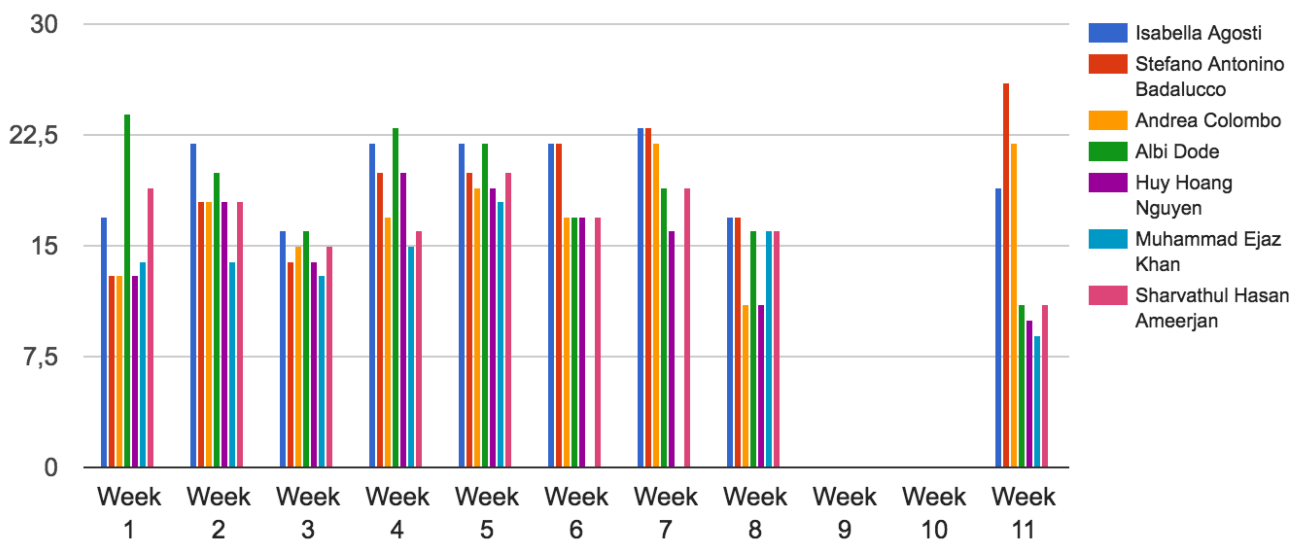 30
22,5
15
7,5
0
Week
1
Week
2
Week
3
Week
4
Week
5
Week
6
Week
7
Week
8
Week
9
Week
10
Week
11
Isabella Agosti
Stefano Antonino
Badalucco
Andrea Colombo
Albi Dode
Huy Hoang
Nguyen
Muhammad Ejaz
Khan
Sharvathul Hasan
Ameerjan